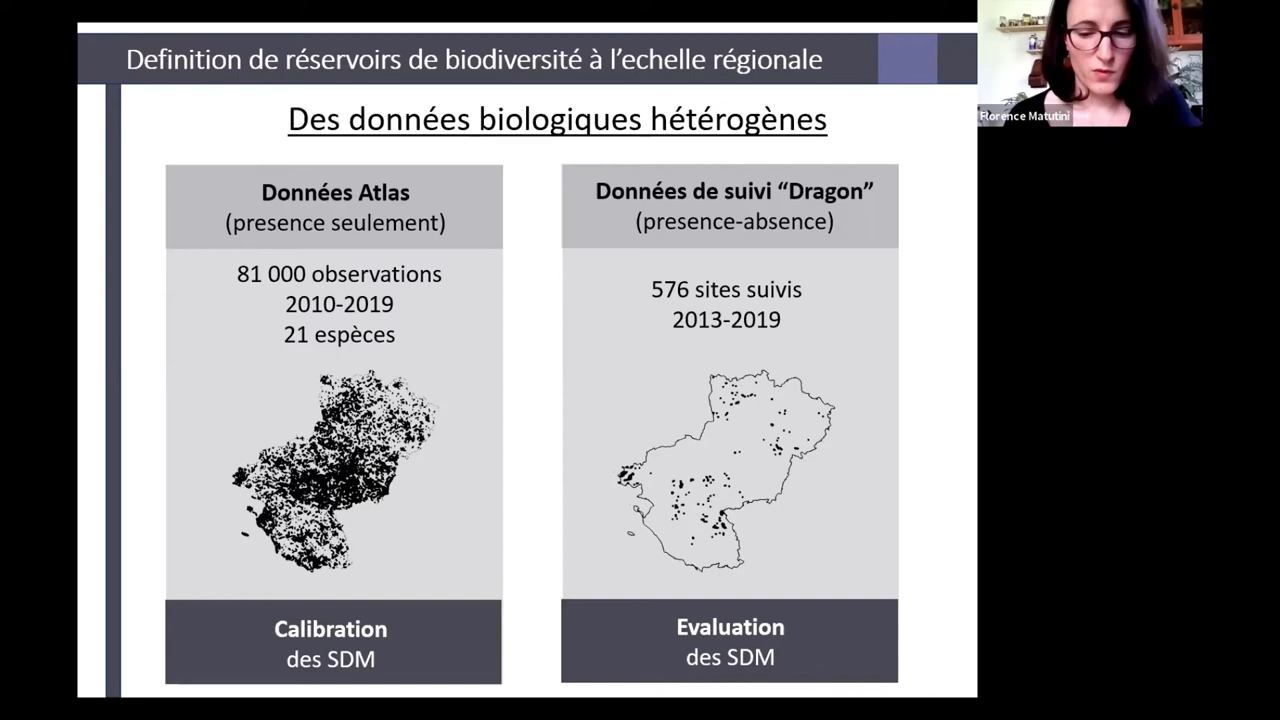 Definition de réservoirs de biodiversité à l'echelle régionale
Des données biologiques hétérogènes
Données Atlas
(presence seulement)
81 000 observations
2010-2019
21 espèces
Calibration
des SDM
Données de suivi “Dragon”
(presence-absence)
576 sites suivis
2013-2019
Evaluation
des SDM
Florence Matutini